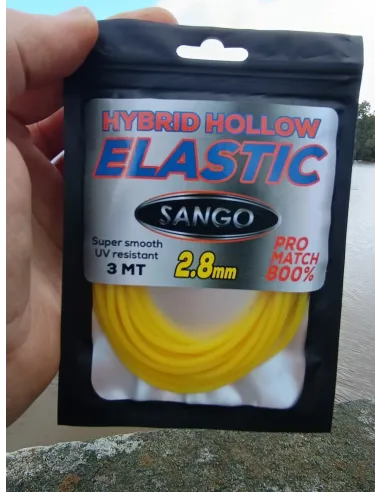 HYBRID HOLLOW
ELASTIC
SANGO
Super smooth
UV resistant
3 MT
2.8mm
PRO
MATCH
800%